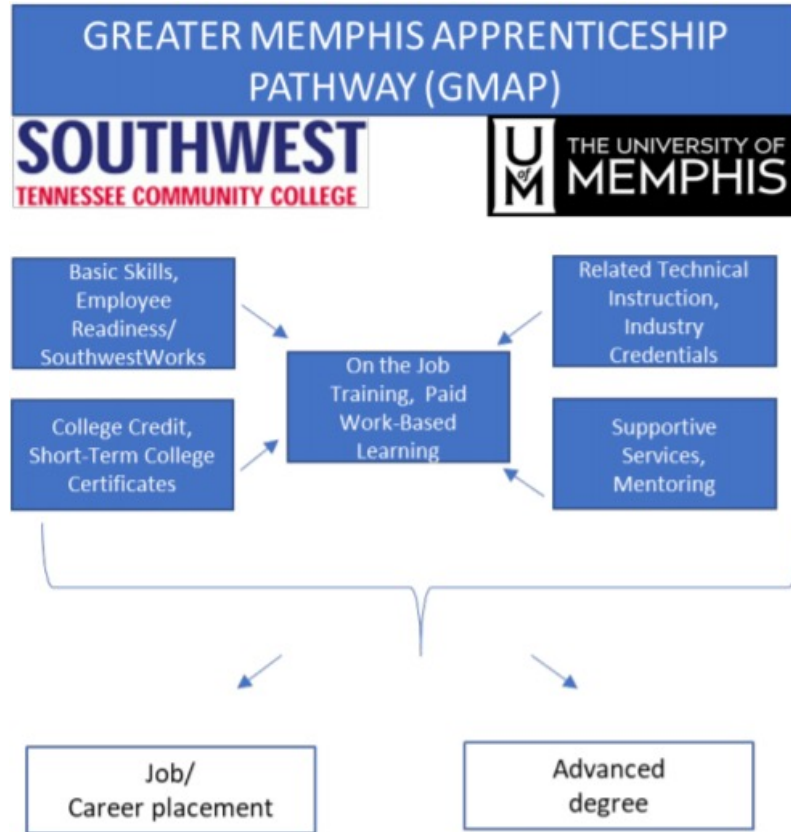 GREATER MEMPHIS APPRENTICESHIP
PATHWAY (GMAP)
SOUTHWEST
TENNESSEE COMMUNITY COLLEGE
U
of
M
THE UNIVERSITY OF
MEMPHIS
Basic Skills,
Employee
Readiness/
SouthwestWorks
Related Technical
Instruction,
Industry
Credentials
On the Job
Training, Paid
Work-Based
Learning
College Credit,
Short-Term College
Certificates
Supportive
Services,
Mentoring
Job/
Career placement
Advanced
degree